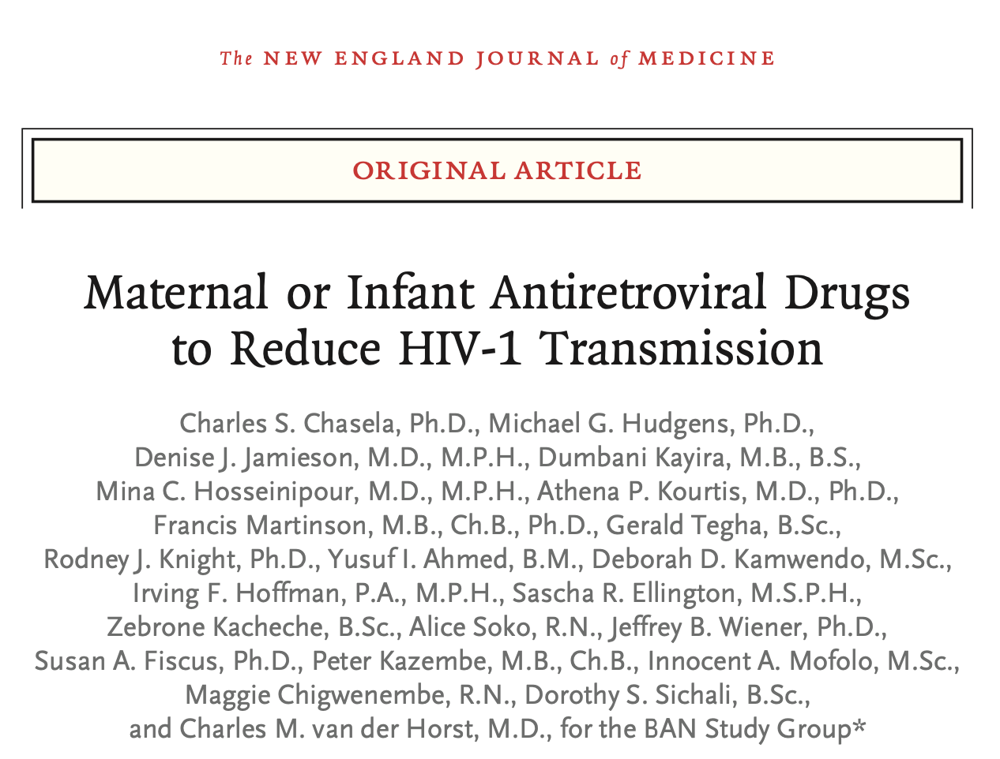 The NEW ENGLAND JOURNAL of MEDICINE
ORIGINAL ARTICLE
Maternal or Infant Antiretroviral Drugs
to Reduce HIV-1 Transmission
Charles S. Chasela, Ph.D., Michael G. Hudgens, Ph.D.,
Denise J. Jamieson, M.D., M.P.H., Dumbani Kayira, M.B., B.S.,
Mina C. Hosseinipour, M.D., M.P.H., Athena P. Kourtis, M.D., Ph.D.,
Francis Martinson, M.B., Ch.B., Ph.D., Gerald Tegha, B.Sc.,
Rodney J. Knight, Ph.D., Yusuf I. Ahmed, B.M., Deborah D. Kamwendo, M.Sc.,
Irving F. Hoffman, P.A., M.P.H., Sascha R. Ellington, M.S.P.H.,
Zebrone Kacheche, B.Sc., Alice Soko, R.N., Jeffrey B. Wiener, Ph.D.,
Susan A. Fiscus, Ph.D., Peter Kazembe, M.B., Ch.B., Innocent A. Mofolo, M.Sc.,
Maggie Chigwenembe, R.N., Dorothy S. Sichali, B.Sc.,
and Charles M. van der Horst, M.D., for the BAN Study Group*